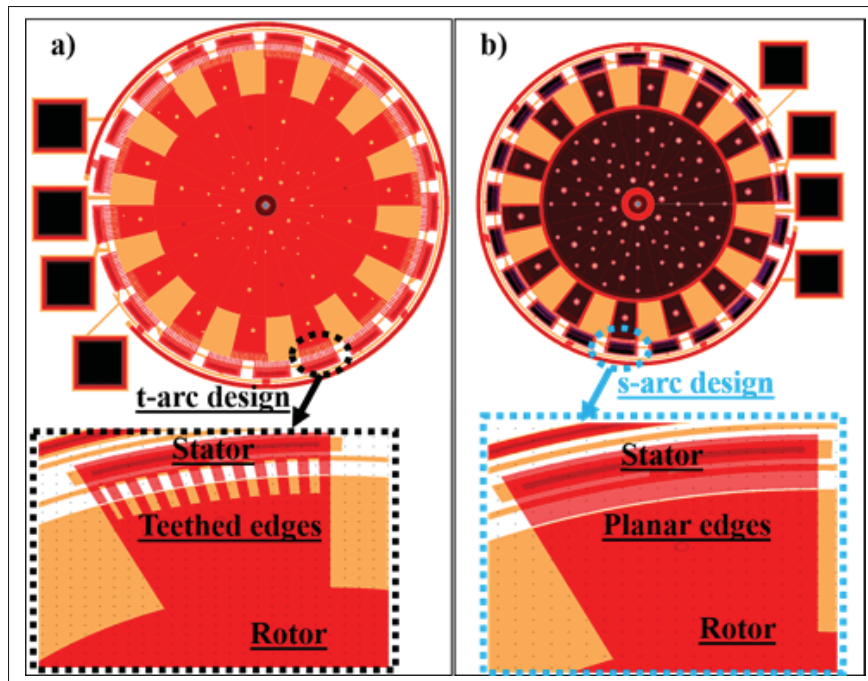 a)
t-arc design
Stator
Teethed edges
Rotor
b)
s-arc design
Stator
Planar edges
Rotor